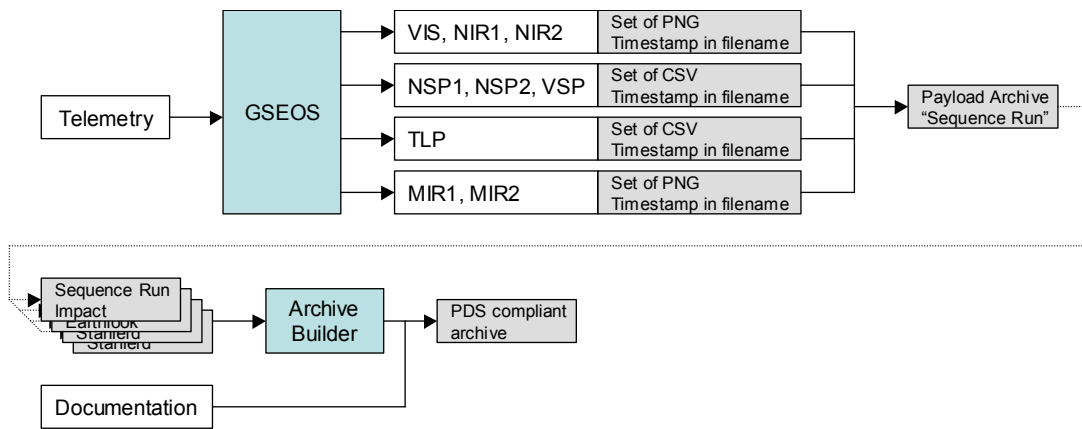 VIS, NIR1, NIR2
Set of PNG
Timestamp in filename
NSP1, NSP2, VSP
Set of CSV
Timestamp in filename
Telemetry
GSEOS
TLP
Set of CSV
Timestamp in filename
MIR1, MIR2
Set of PNG
Timestamp in filename
Payload Archive
“Sequence Run”
Sequence Run
Impact
Earthlook
Archive
Builder
PDS compliant
archive
Documentation